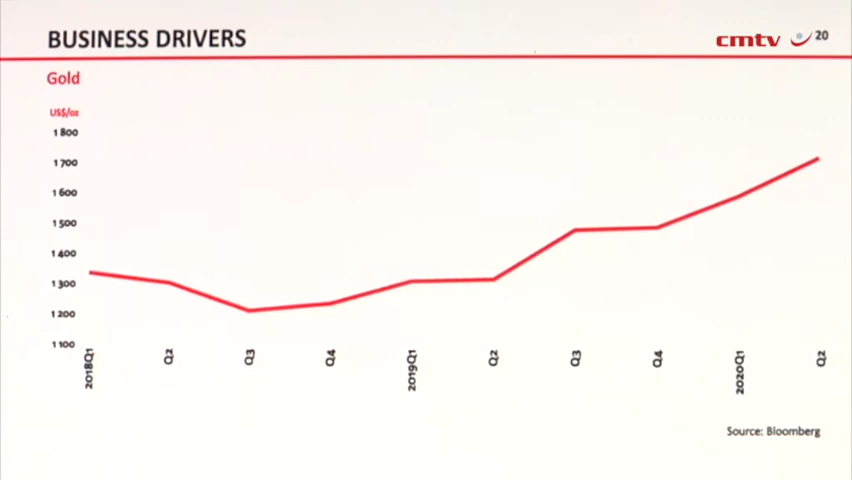 BUSINESS DRIVERS
cmtv 20
Gold
US$/oz
1 800
1 700
1 600
1 500
1 400
1 300
1 200
1 100
2018Q1 Q2 Q3 Q4 2019Q1 Q2 Q3 Q4 2020Q1 Q2
Source: Bloomberg